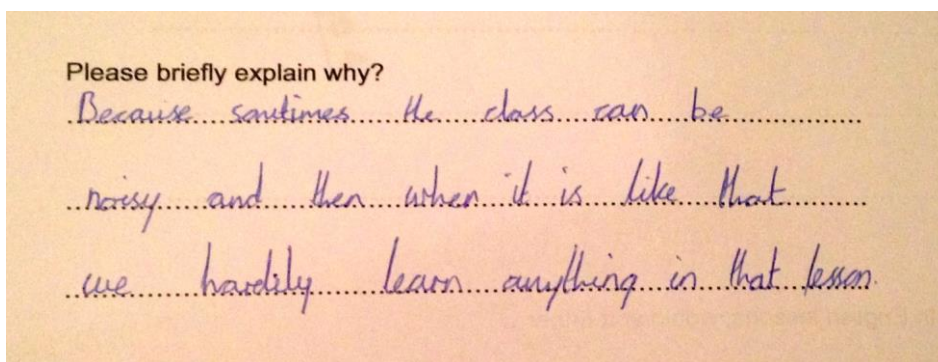 Please briefly explain why?
Because somtimes the class can be
noisy and then when it is like that
we hardily learn anything in that lesson.